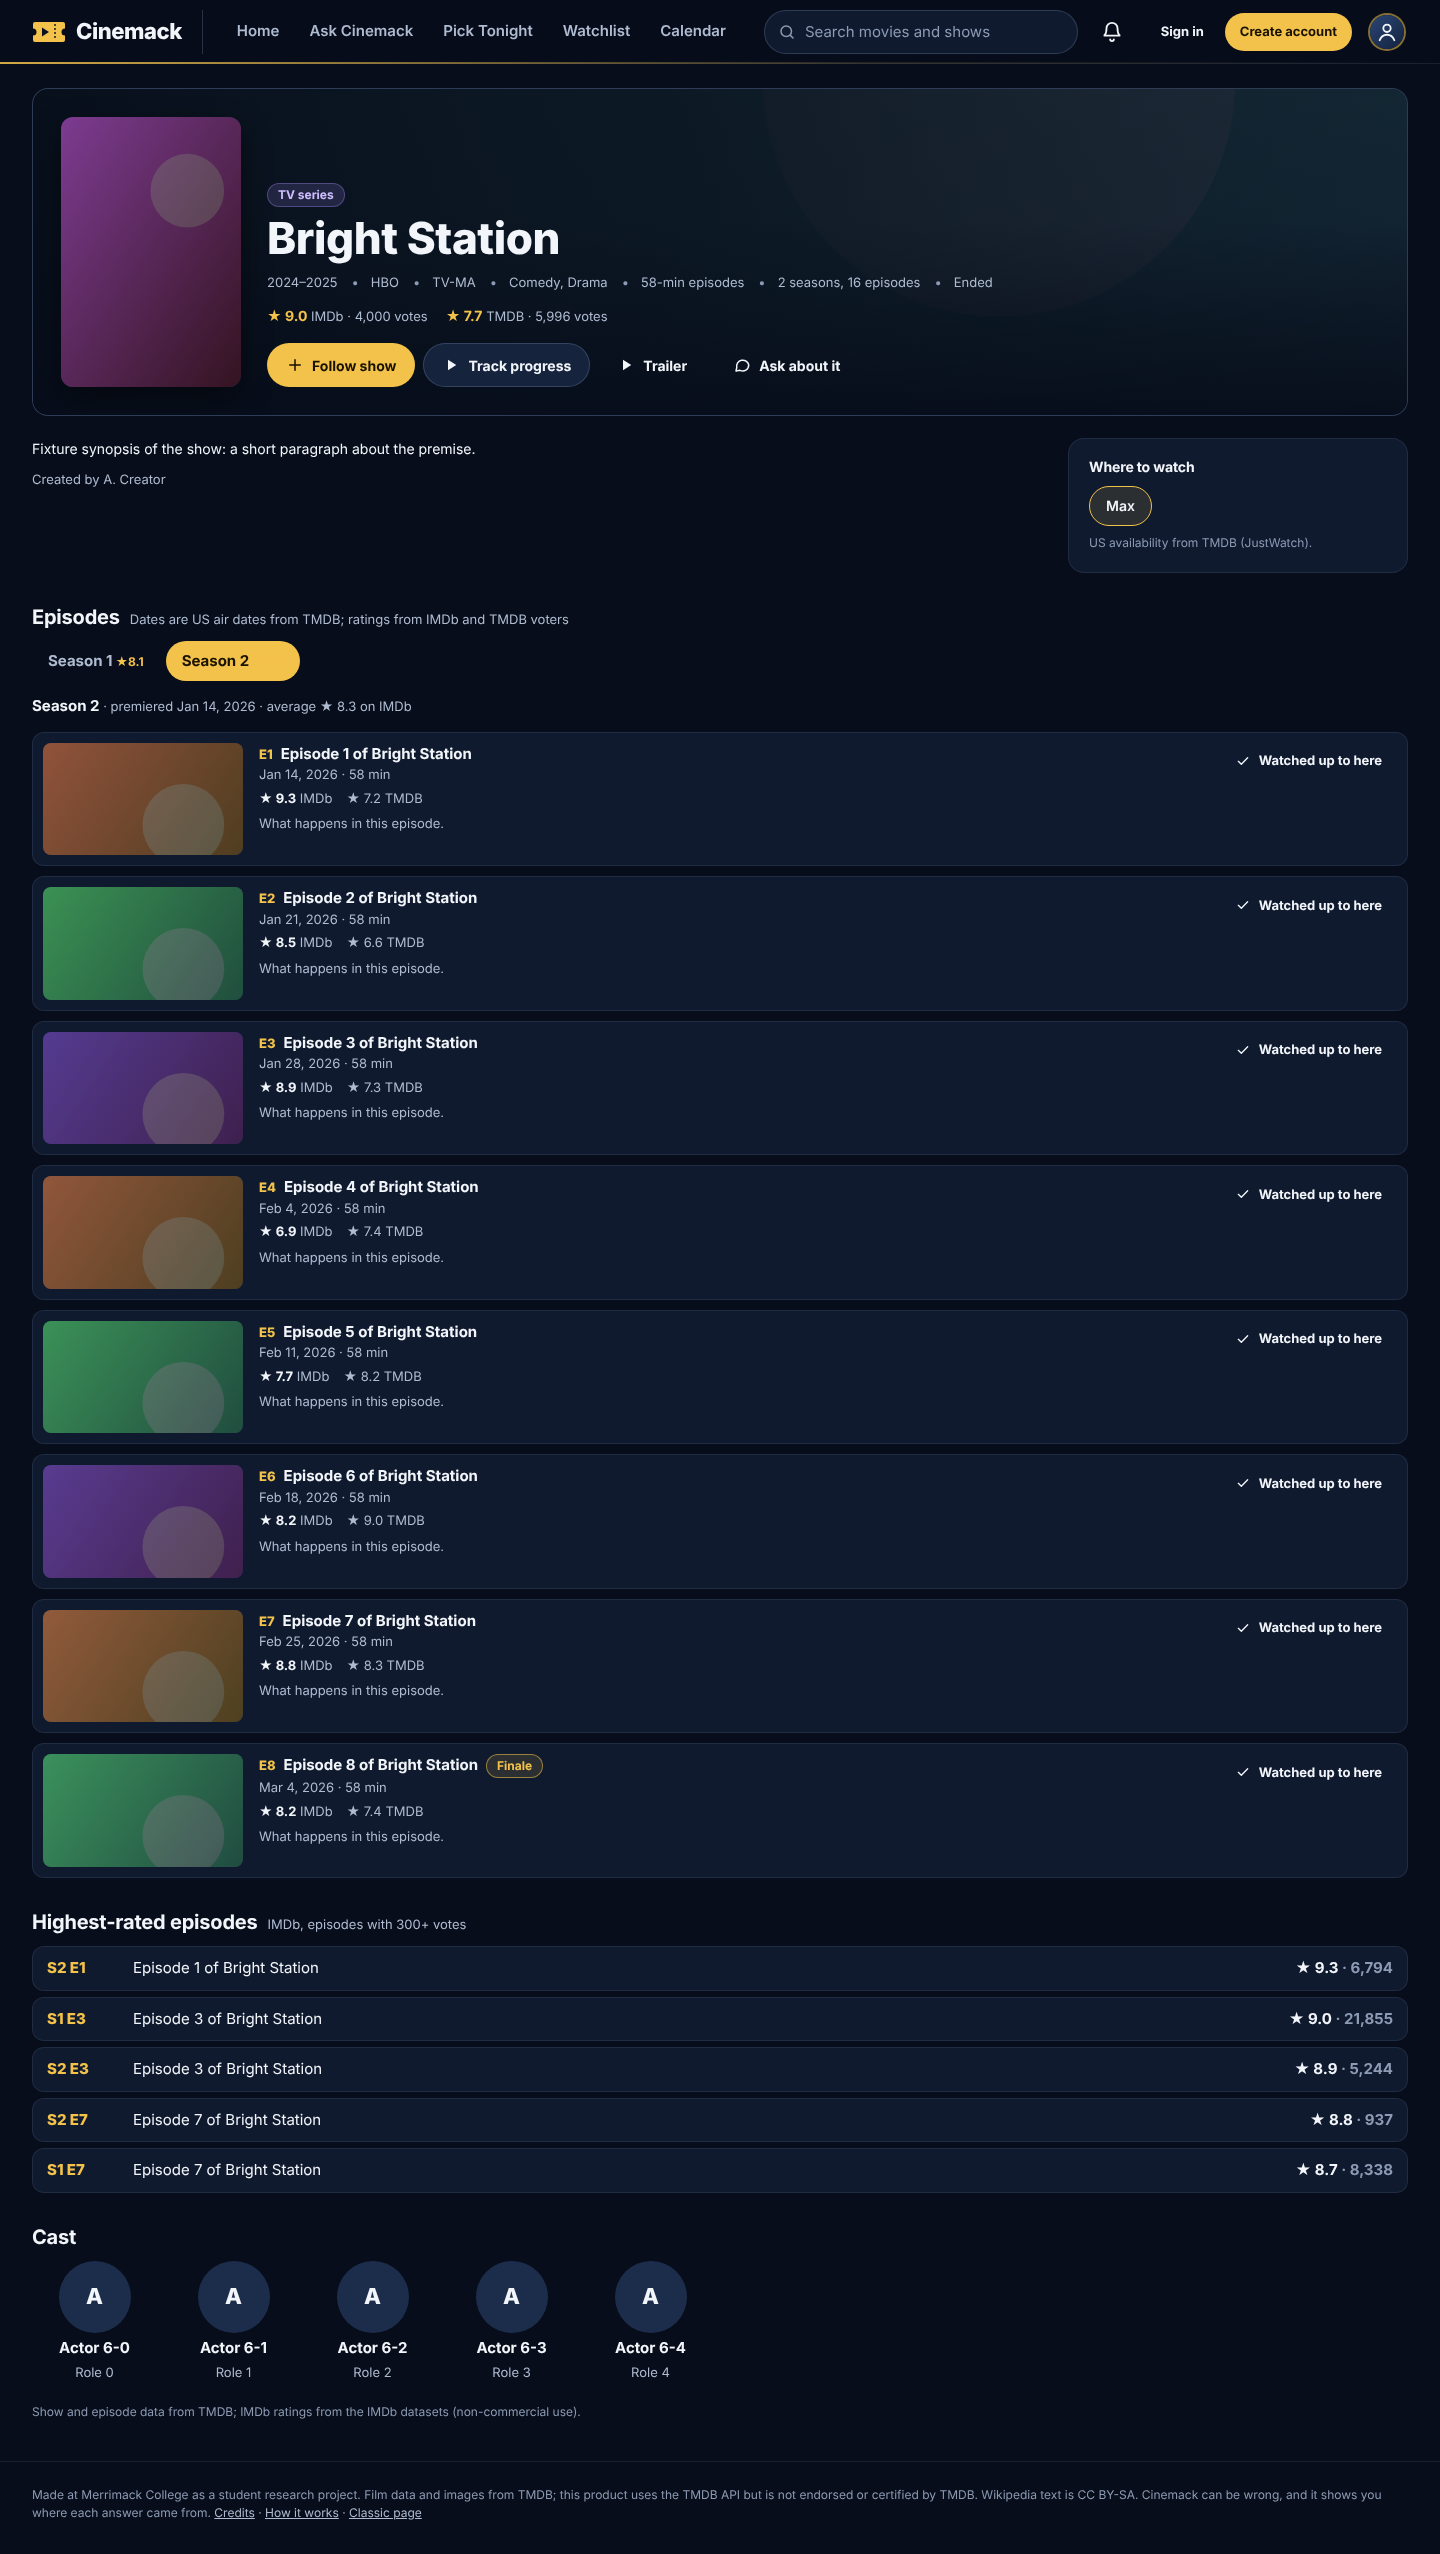 Cinemack
Home
Ask Cinemack
Pick Tonight
Watchlist
Calendar
Search movies and shows
Sign in
Create account
TV series
Bright Station
2024–2025 • HBO • TV-MA • Comedy, Drama • 58-min episodes • 2 seasons, 16 episodes • Ended
★ 9.0 IMDb · 4,000 votes ★ 7.7 TMDB · 5,996 votes
Follow show
Track progress
Trailer
Ask about it
Fixture synopsis of the show: a short paragraph about the premise.
Created by A. Creator
Where to watch
Max
US availability from TMDB (JustWatch).
Episodes Dates are US air dates from TMDB; ratings from IMDb and TMDB voters
Season 1 ★8.1
Season 2
Season 2 · premiered Jan 14, 2026 · average ★ 8.3 on IMDb
E1 Episode 1 of Bright Station
Jan 14, 2026 · 58 min
★ 9.3 IMDb ★ 7.2 TMDB
What happens in this episode.
Watched up to here
E2 Episode 2 of Bright Station
Jan 21, 2026 · 58 min
★ 8.5 IMDb ★ 6.6 TMDB
What happens in this episode.
Watched up to here
E3 Episode 3 of Bright Station
Jan 28, 2026 · 58 min
★ 8.9 IMDb ★ 7.3 TMDB
What happens in this episode.
Watched up to here
E4 Episode 4 of Bright Station
Feb 4, 2026 · 58 min
★ 6.9 IMDb ★ 7.4 TMDB
What happens in this episode.
Watched up to here
E5 Episode 5 of Bright Station
Feb 11, 2026 · 58 min
★ 7.7 IMDb ★ 8.2 TMDB
What happens in this episode.
Watched up to here
E6 Episode 6 of Bright Station
Feb 18, 2026 · 58 min
★ 8.2 IMDb ★ 9.0 TMDB
What happens in this episode.
Watched up to here
E7 Episode 7 of Bright Station
Feb 25, 2026 · 58 min
★ 8.8 IMDb ★ 8.3 TMDB
What happens in this episode.
Watched up to here
E8 Episode 8 of Bright Station Finale
Mar 4, 2026 · 58 min
★ 8.2 IMDb ★ 7.4 TMDB
What happens in this episode.
Watched up to here
Highest-rated episodes IMDb, episodes with 300+ votes
S2 E1 Episode 1 of Bright Station ★ 9.3 · 6,794
S1 E3 Episode 3 of Bright Station ★ 9.0 · 21,855
S2 E3 Episode 3 of Bright Station ★ 8.9 · 5,244
S2 E7 Episode 7 of Bright Station ★ 8.8 · 937
S1 E7 Episode 7 of Bright Station ★ 8.7 · 8,338
Cast
A A A A A
Actor 6-0 Actor 6-1 Actor 6-2 Actor 6-3 Actor 6-4
Role 0 Role 1 Role 2 Role 3 Role 4
Show and episode data from TMDB; IMDb ratings from the IMDb datasets (non-commercial use).
Made at Merrimack College as a student research project. Film data and images from TMDB; this product uses the TMDB API but is not endorsed or certified by TMDB. Wikipedia text is CC BY-SA. Cinemack can be wrong, and it shows you
where each answer came from. Credits · How it works · Classic page